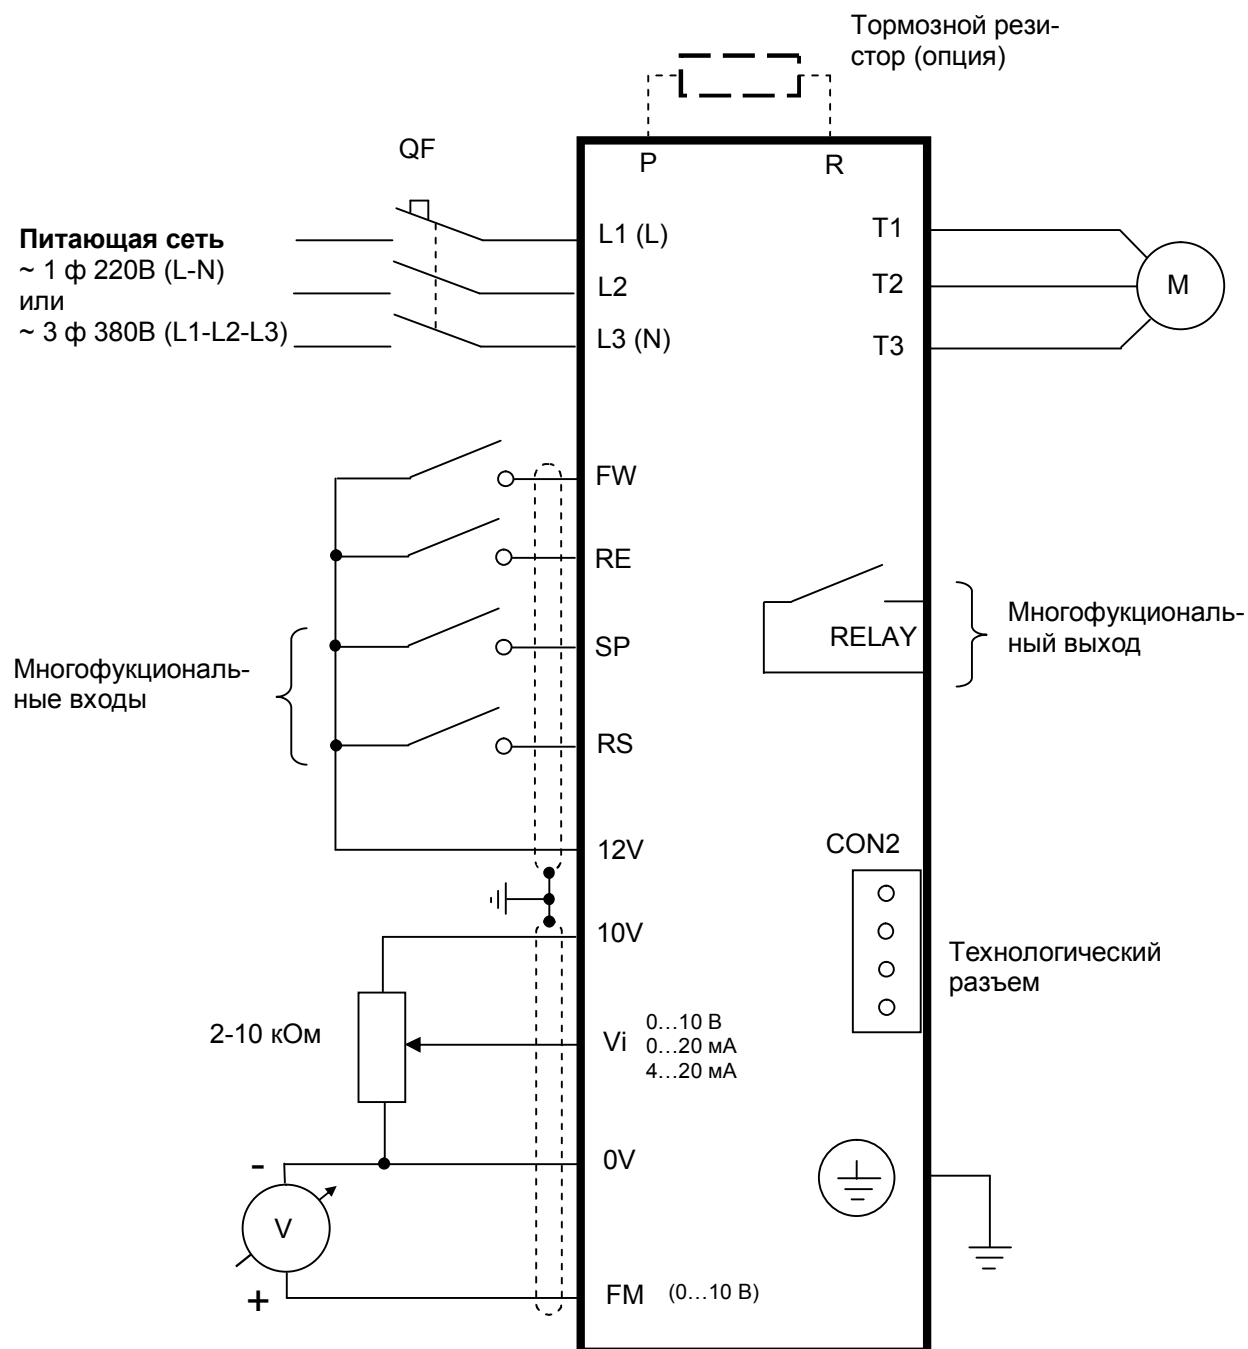 Тормозной рези-
стор (опция)
QF
P
R
Питающая сеть
~ 1 ф 220В (L-N)
или
~ 3 ф 380В (L1-L2-L3)
L1 (L)
L2
L3 (N)
T1
T2
T3
M
FW
RE
SP
RS
12V
Многофукциональ-
ные входы
RELAY
Многофукциональ-
ный выход
CON2
Технологический
разъем
10V
2-10 кОм
Vi
0…10 В
0…20 мА
4…20 мА
0V
-
V
+
FM (0…10 В)